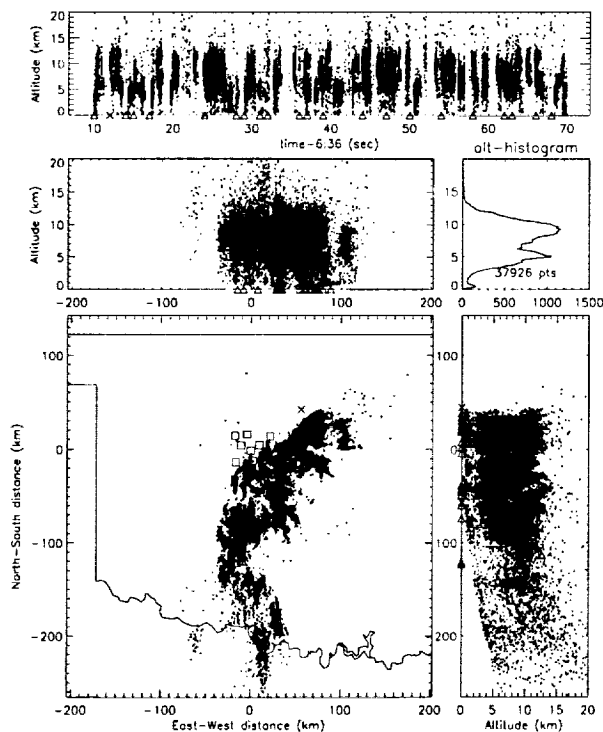 20
15
10
5
0
Altitude (km)
10 20 30 40 50 60 70
time-6:36 (sec)
alt-histogram
20
15
10
5
0
Altitude (km)
-200 -100 0 100 200
20
15
10
5
0
37926 pts
0 500 1000 1500
100
0
-100
-200
North-South distance (km)
-200 -100 0 100 200
East-West distance (km)
100
0
100
200
0 5 10 15 20
Altitude (km)